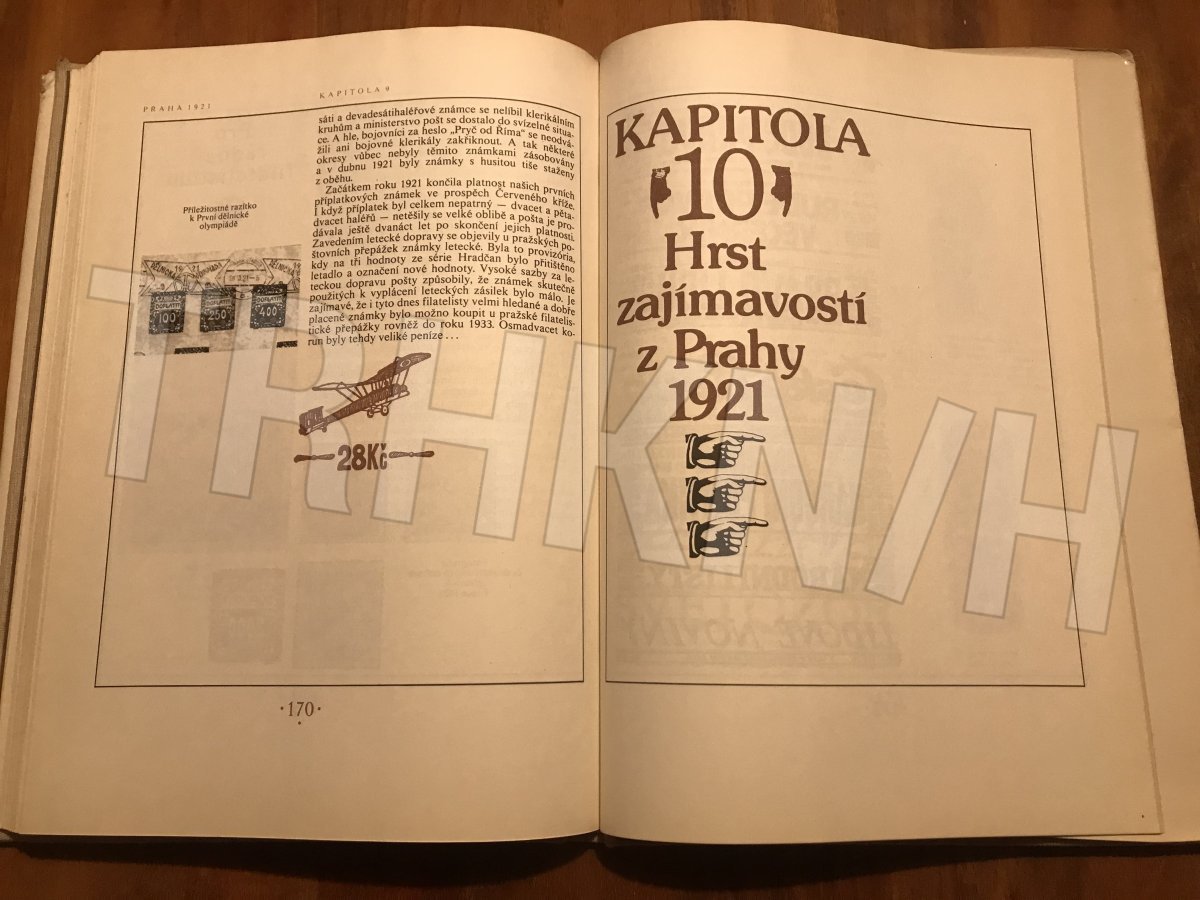 PRAHA 1921
KAPITOLA 9
sáti a devadesátihaléřové známce se nelíbil klerikálním
kruhům a ministerstvo pošt se dostalo do svízelné situa-
ce. A hle, bojovníci za heslo „Pryč od Říma“ se neodvá-
žili ani bojovné klerikály zakřiknout. A tak některé
okresy vůbec nebyly těmito známkami zásobovány
a v dubnu 1921 byly známky s husitou tiše staženy
z oběhu.
Začátkem roku 1921 končila platnost našich prvních
příplatkových známek ve prospěch Červeného kříže.
I když příplatek byl celkem nepatrný — dvacet a pěta-
dvacet haléřů — netěšily se velké oblibě a pošta je pro-
dávala ještě dvanáct let po skončení jejich platnosti.
Zavedením letecké dopravy se objevily u pražských po-
štovních přepážek známky letecké. Byla to provizória,
kdy na tři hodnoty ze série Hradčan bylo přitištěno
letadlo a označení nové hodnoty. Vysoké sazby za le-
teckou dopravu pošty způsobily, že známek skutečně
použitých k vyplácení leteckých zásilek bylo málo. Je
zajímavé, že i tyto dnes filatelisty velmi hledané a dobře
placené známky bylo možno koupit u pražské filatelis-
tické přepážky rovněž do roku 1933. Osmadvacet ko-
run byly tehdy veliké peníze . . .
Příležitostné razítko
k První dělnické
olympiádě
DOPLATIT
100
DOPLATIT
250
DOPLATIT
400
28Kč
·170·
KAPITOLA
10
Hrst
zajímavostí
z Prahy
1921
TRHKN/H